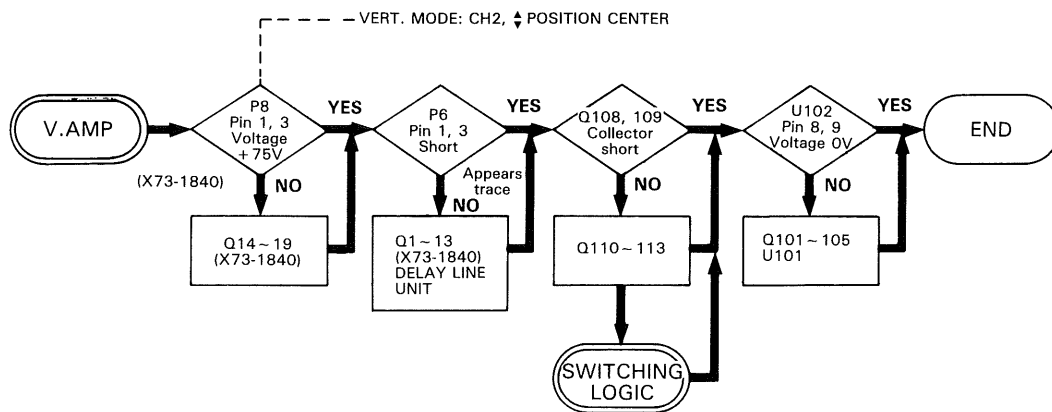 VERT. MODE: CH2, ▲▼ POSITION CENTER
V.AMP
(X73-1840)
P8
Pin 1, 3
Voltage
+75V
YES
NO
Q14~19
(X73-1840)
P6
Pin 1, 3
Short
YES
Appears
trace
NO
Q1~13
(X73-1840)
DELAY LINE
UNIT
Q108, 109
Collector
short
YES
NO
Q110~113
SWITCHING
LOGIC
U102
Pin 8, 9
Voltage 0V
YES
NO
Q101~105
U101
END